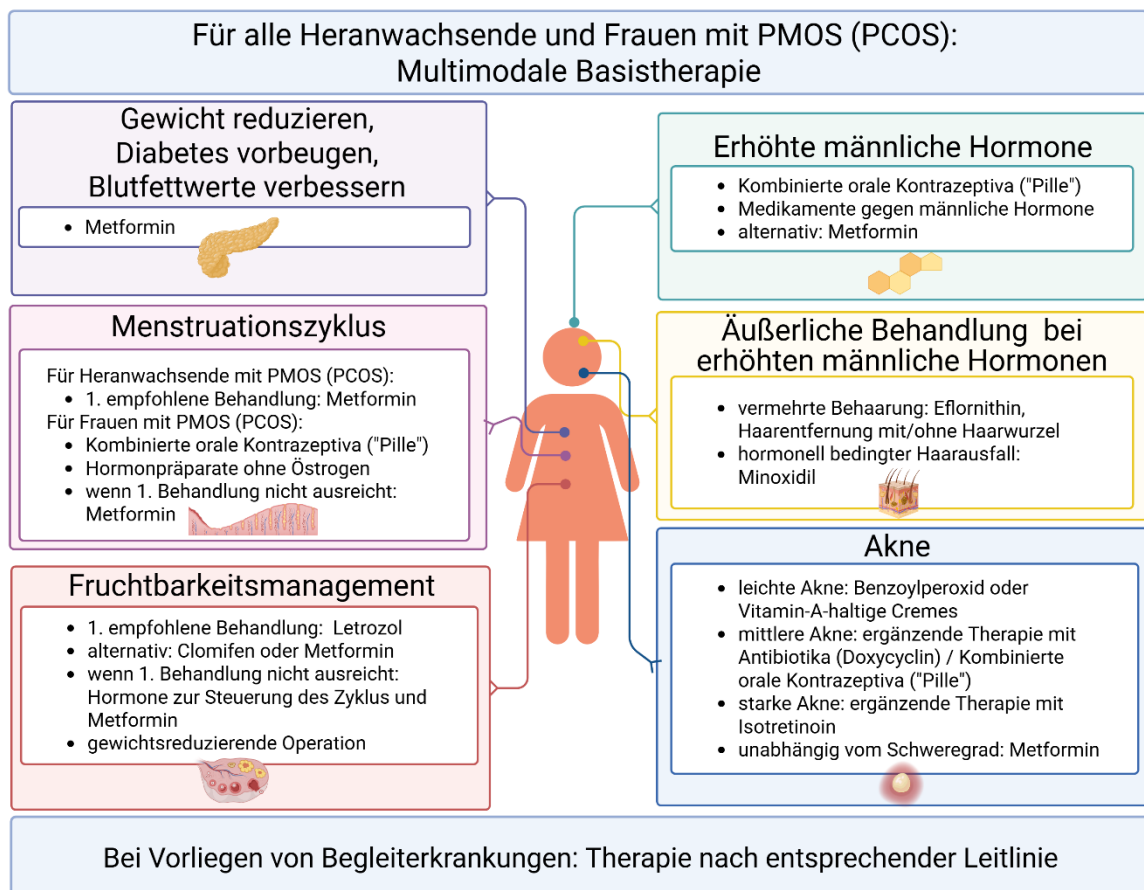 Für alle Heranwachsende und Frauen mit PMOS (PCOS):
Multimodale Basistherapie
Gewicht reduzieren,
Diabetes vorbeugen,
Blutfettwerte verbessern
• Metformin
Menstruationszyklus
Für Heranwachsende mit PMOS (PCOS):
• 1. empfohlene Behandlung: Metformin
Für Frauen mit PMOS (PCOS):
• Kombinierte orale Kontrazeptiva ("Pille")
• Hormonpräparate ohne Östrogen
• wenn 1. Behandlung nicht ausreicht:
Metformin
Fruchtbarkeitsmanagement
• 1. empfohlene Behandlung: Letrozol
• alternativ: Clomifen oder Metformin
• wenn 1. Behandlung nicht ausreicht:
Hormone zur Steuerung des Zyklus und
Metformin
• gewichtsreduzierende Operation
Erhöhte männliche Hormone
• Kombinierte orale Kontrazeptiva ("Pille")
• Medikamente gegen männliche Hormone
• alternativ: Metformin
Äußerliche Behandlung bei
erhöhten männliche Hormonen
• vermehrte Behaarung: Eflornithin,
Haarentfernung mit/ohne Haarwurzel
• hormonell bedingter Haarausfall:
Minoxidil
Akne
• leichte Akne: Benzoylperoxid oder
Vitamin-A-haltige Cremes
• mittlere Akne: ergänzende Therapie mit
Antibiotika (Doxycyclin) / Kombinierte
orale Kontrazeptiva ("Pille")
• starke Akne: ergänzende Therapie mit
Isotretinoin
• unabhängig vom Schweregrad: Metformin
Bei Vorliegen von Begleiterkrankungen: Therapie nach entsprechender Leitlinie